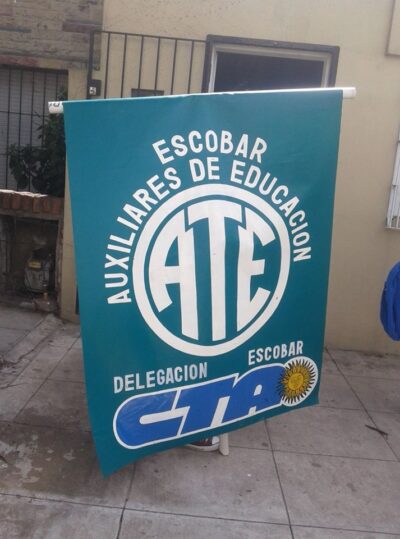 ESCOBAR
AUXILIARES DE EDUCACION
ATE
DELEGACION ESCOBAR
CTA